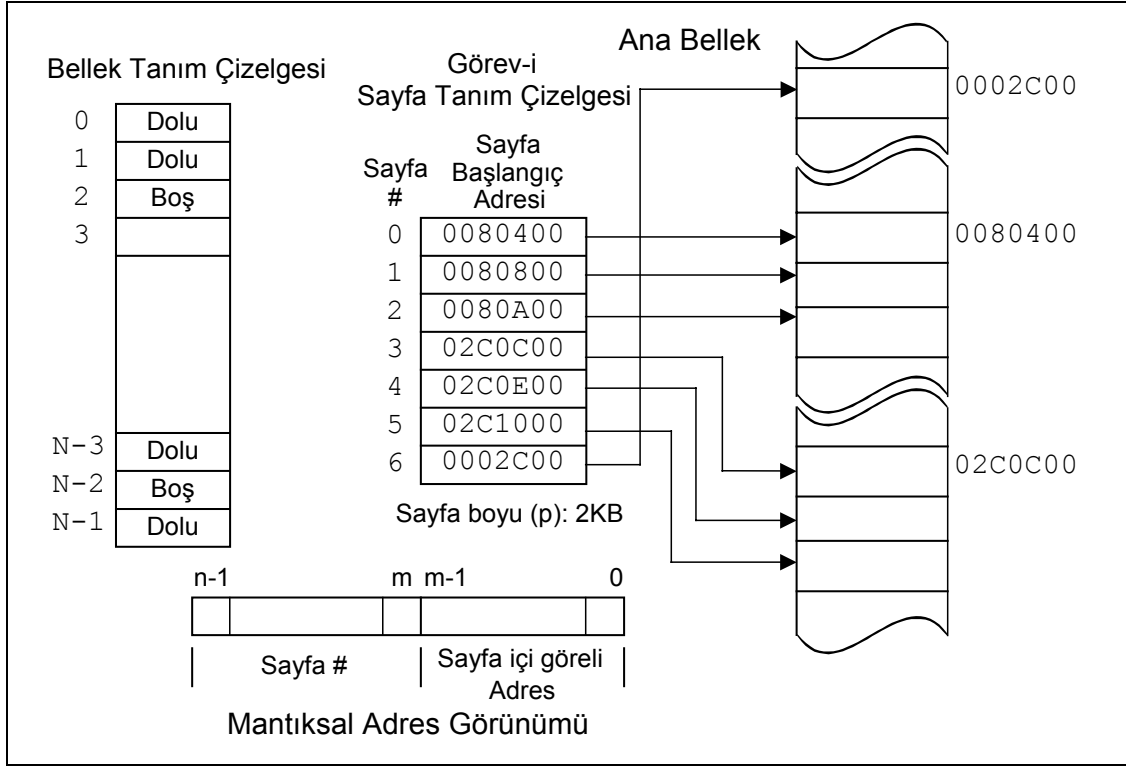 Bellek Tanım Çizelgesi
0 Dolu
1 Dolu
2 Boş
3
N-3 Dolu
N-2 Boş
N-1 Dolu
Görev-i
Sayfa Tanım Çizelgesi
Sayfa
#
Sayfa
Başlangıç
Adresi
0 0080400
1 0080800
2 0080A00
3 02C0C00
4 02C0E00
5 02C1000
6 0002C00
Sayfa boyu (p): 2KB
Ana Bellek
0002C00
0080400
02C0C00
n-1 m m-1 0
Sayfa #
Sayfa içi göreli
Adres
Mantıksal Adres Görünümü